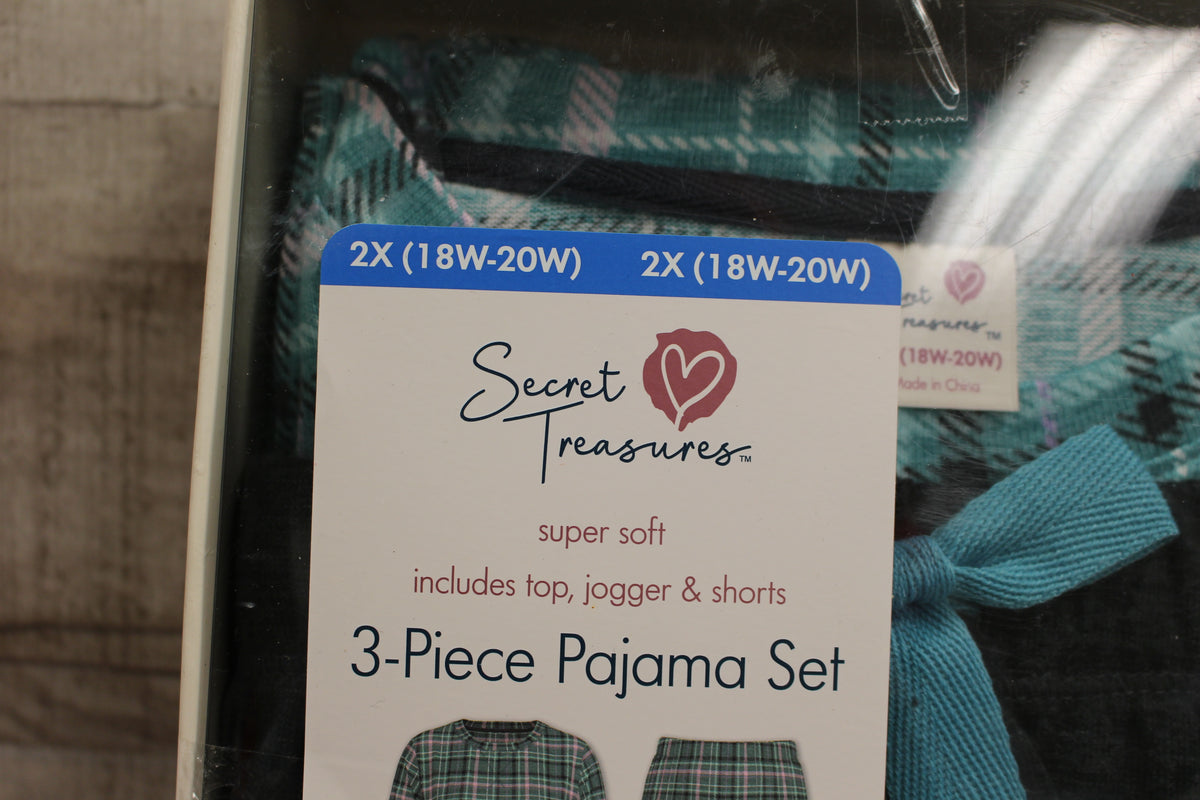 2X (18W-20W) 2X (18W-20W)
Secret
Treasures™
super soft
includes top, jogger & shorts
3-Piece Pajama Set
Treasures™
(18W-20W)
Made in China